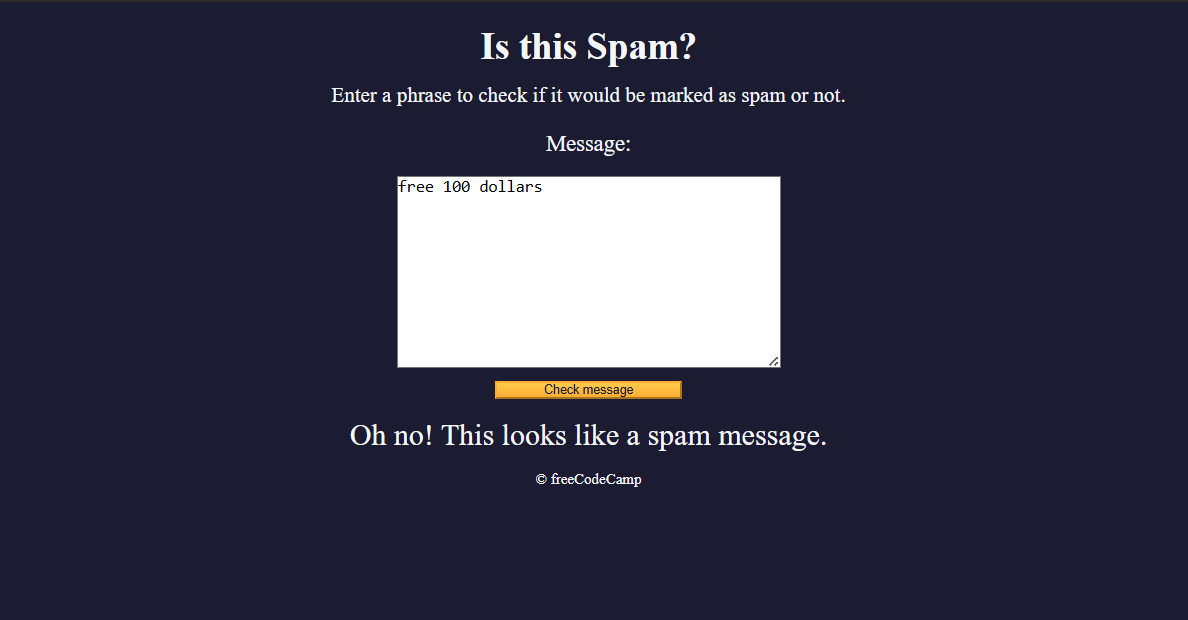 Is this Spam?
Enter a phrase to check if it would be marked as spam or not.
Message:
free 100 dollars
Check message
Oh no! This looks like a spam message.
© freeCodeCamp